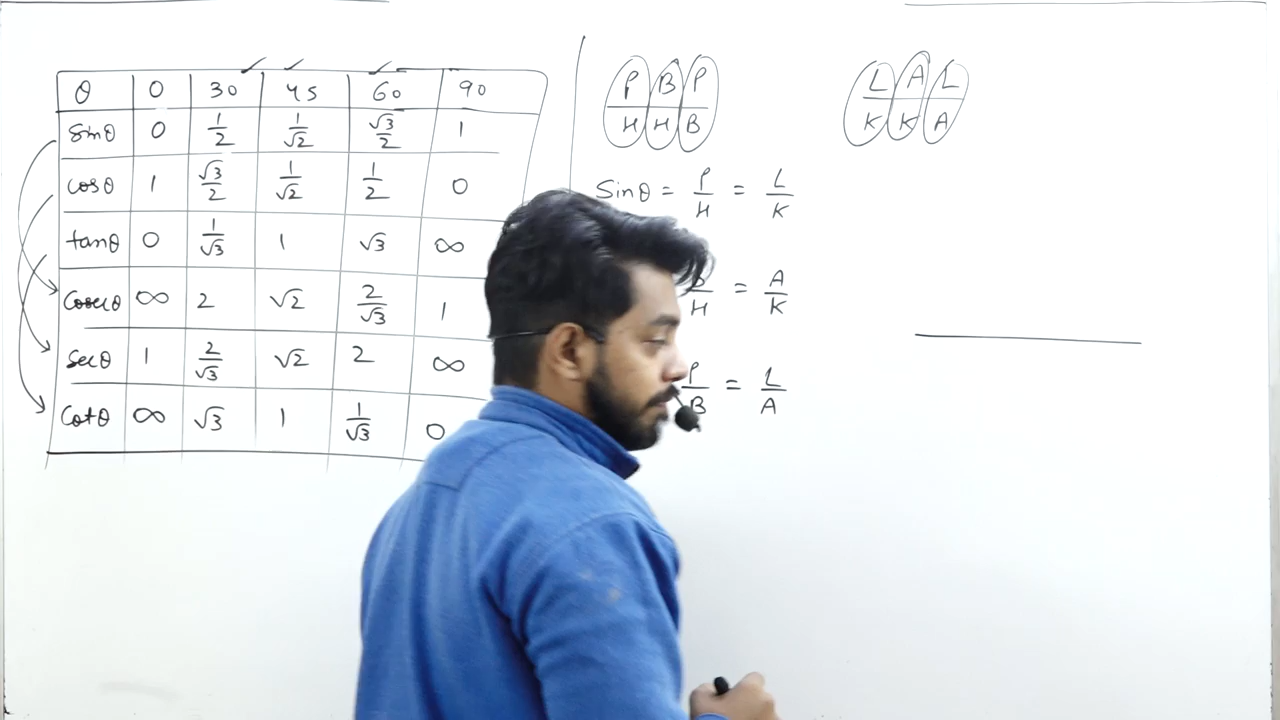 θ 0 30 45 60 90
sinθ 0 1/2 1/√2 √3/2 1
cosθ 1 √3/2 1/√2 1/2 0
tanθ 0 1/√3 1 √3 ∞
Cosecθ ∞ 2 √2 2/√3 1
Secθ 1 2/√3 √2 2 ∞
Cotθ ∞ √3 1 1/√3 0
P B P
H H B
L A L
K K A
Sinθ = P/H = L/K
H = A/K
P/B = L/A